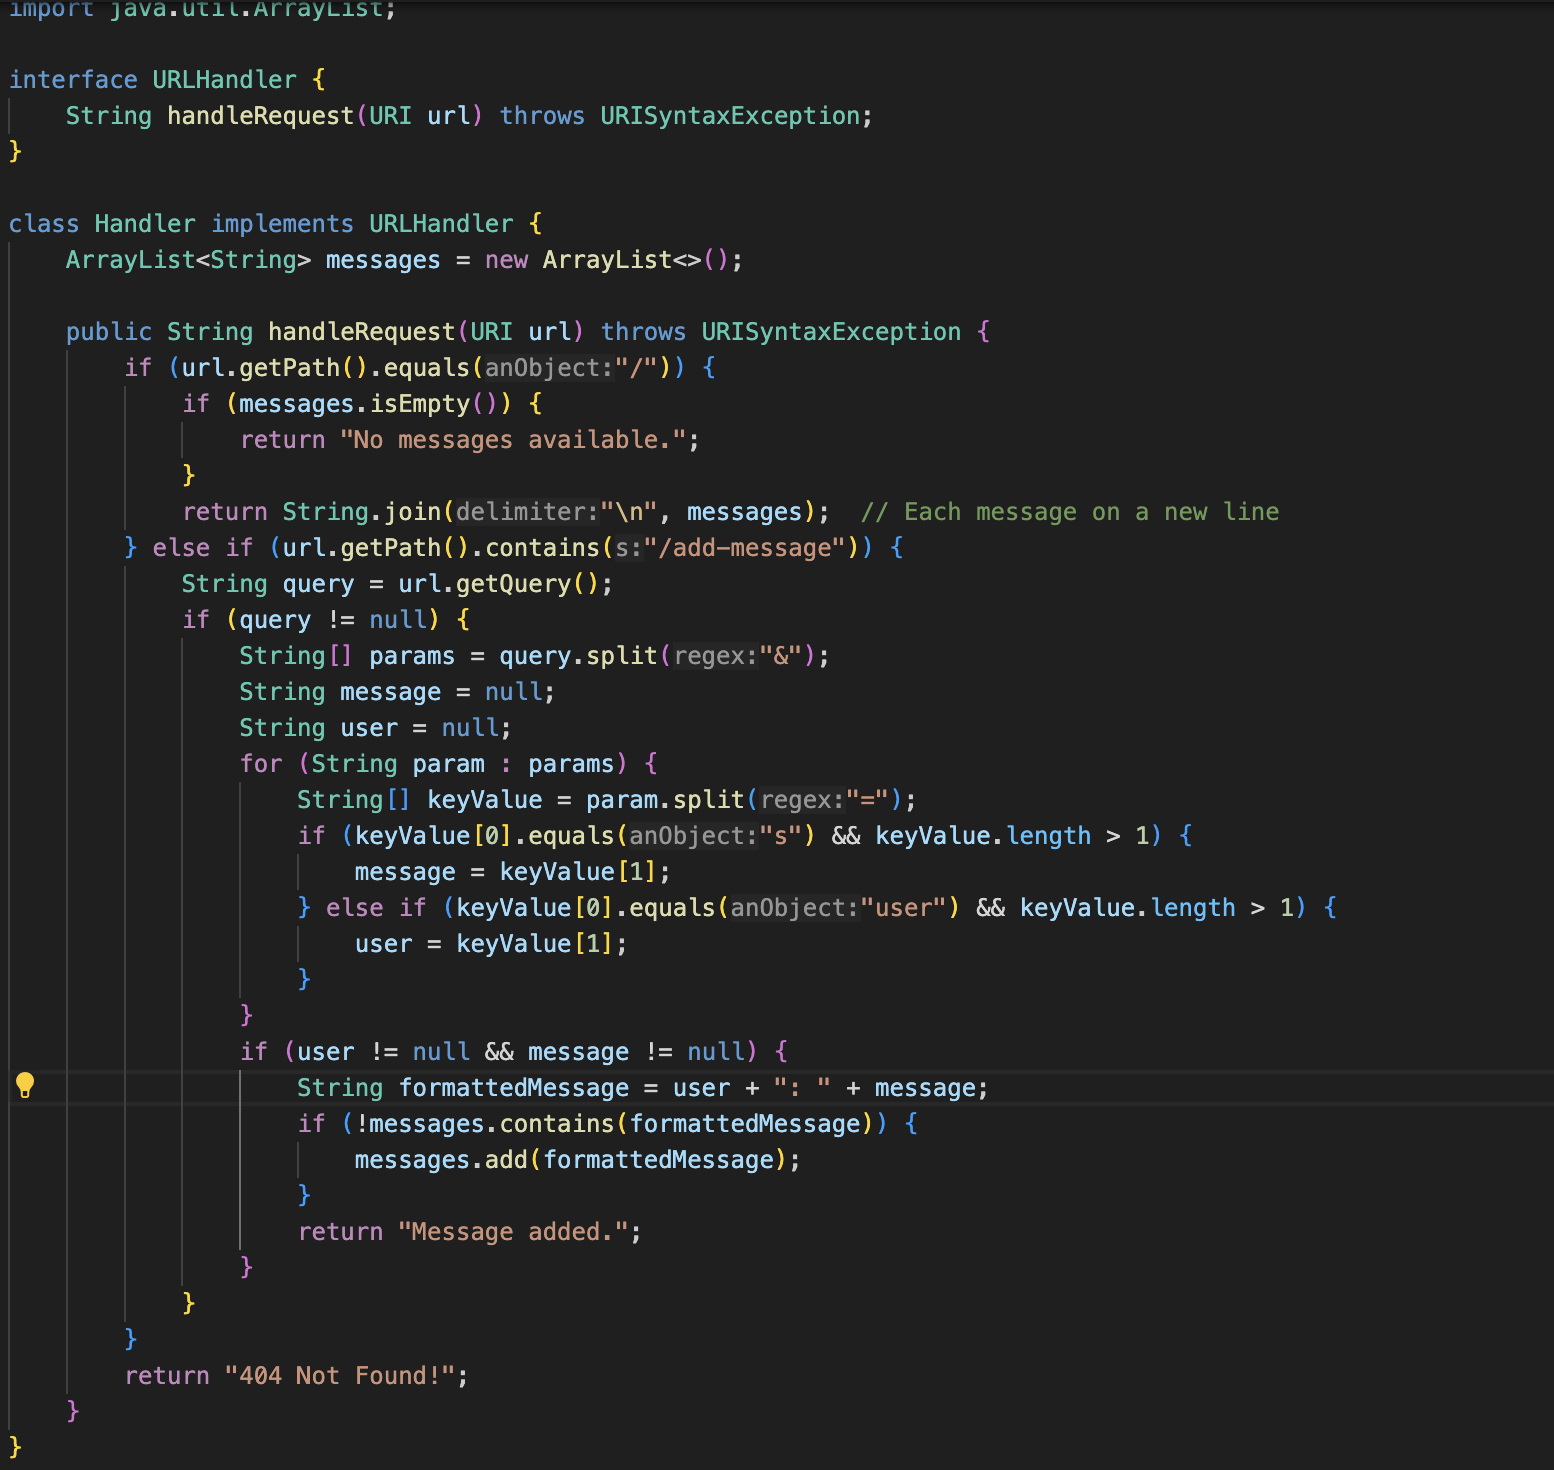 import java.util.ArrayList;
interface URLHandler {
    String handleRequest(URI url) throws URISyntaxException;
}
class Handler implements URLHandler {
    ArrayList<String> messages = new ArrayList<>();
    public String handleRequest(URI url) throws URISyntaxException {
        if (url.getPath().equals(anObject:"/")) {
            if (messages.isEmpty()) {
                return "No messages available.";
            }
            return String.join(delimiter:"\n", messages);  // Each message on a new line
        } else if (url.getPath().contains(s:"/add-message")) {
            String query = url.getQuery();
            if (query != null) {
                String[] params = query.split(regex:"&");
                String message = null;
                String user = null;
                for (String param : params) {
                    String[] keyValue = param.split(regex:"=");
                    if (keyValue[0].equals(anObject:"s") && keyValue.length > 1) {
                        message = keyValue[1];
                    } else if (keyValue[0].equals(anObject:"user") && keyValue.length > 1) {
                        user = keyValue[1];
                    }
                }
                if (user != null && message != null) {
                    String formattedMessage = user + ": " + message;
                    if (!messages.contains(formattedMessage)) {
                        messages.add(formattedMessage);
                    }
                    return "Message added.";
                }
            }
        }
        return "404 Not Found!";
    }
}